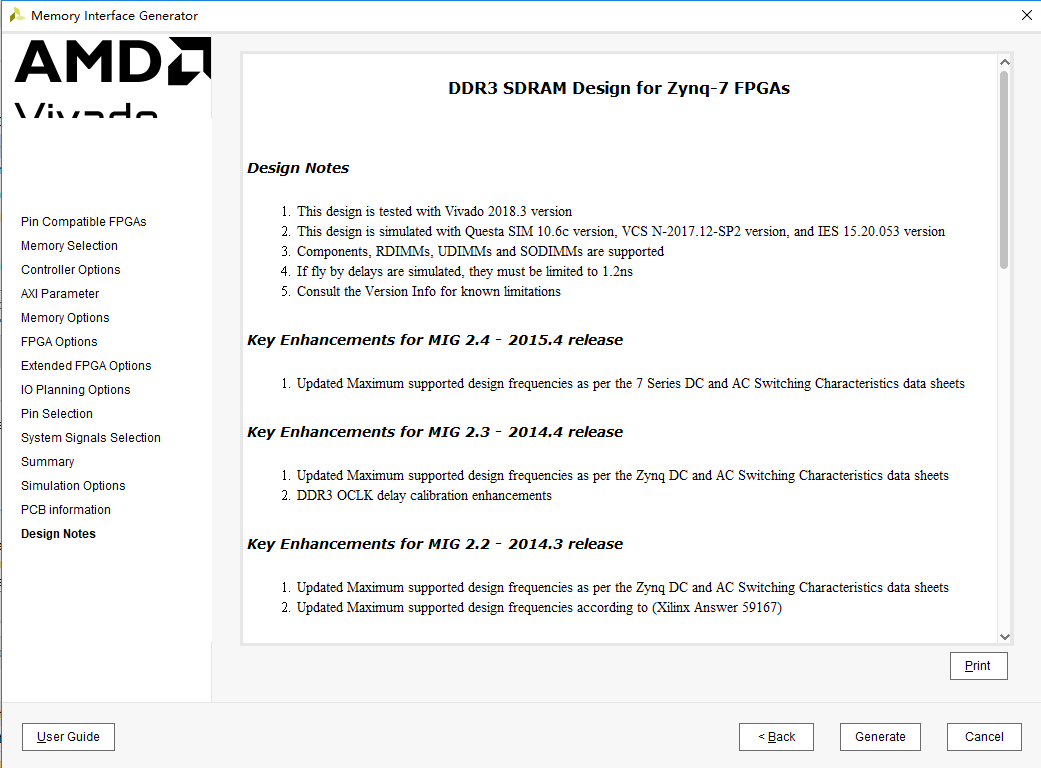 Memory Interface Generator
AMD
Vivado
Pin Compatible FPGAs
Memory Selection
Controller Options
AXI Parameter
Memory Options
FPGA Options
Extended FPGA Options
IO Planning Options
Pin Selection
System Signals Selection
Summary
Simulation Options
PCB information
Design Notes
DDR3 SDRAM Design for Zynq-7 FPGAs
Design Notes
1. This design is tested with Vivado 2018.3 version
2. This design is simulated with Questa SIM 10.6c version, VCS N-2017.12-SP2 version, and IES 15.20.053 version
3. Components, RDIMMs, UDIMMs and SODIMMs are supported
4. If fly by delays are simulated, they must be limited to 1.2ns
5. Consult the Version Info for known limitations
Key Enhancements for MIG 2.4 - 2015.4 release
1. Updated Maximum supported design frequencies as per the 7 Series DC and AC Switching Characteristics data sheets
Key Enhancements for MIG 2.3 - 2014.4 release
1. Updated Maximum supported design frequencies as per the Zynq DC and AC Switching Characteristics data sheets
2. DDR3 OCLK delay calibration enhancements
Key Enhancements for MIG 2.2 - 2014.3 release
1. Updated Maximum supported design frequencies as per the Zynq DC and AC Switching Characteristics data sheets
2. Updated Maximum supported design frequencies according to (Xilinx Answer 59167)
Print
User Guide
< Back
Generate
Cancel